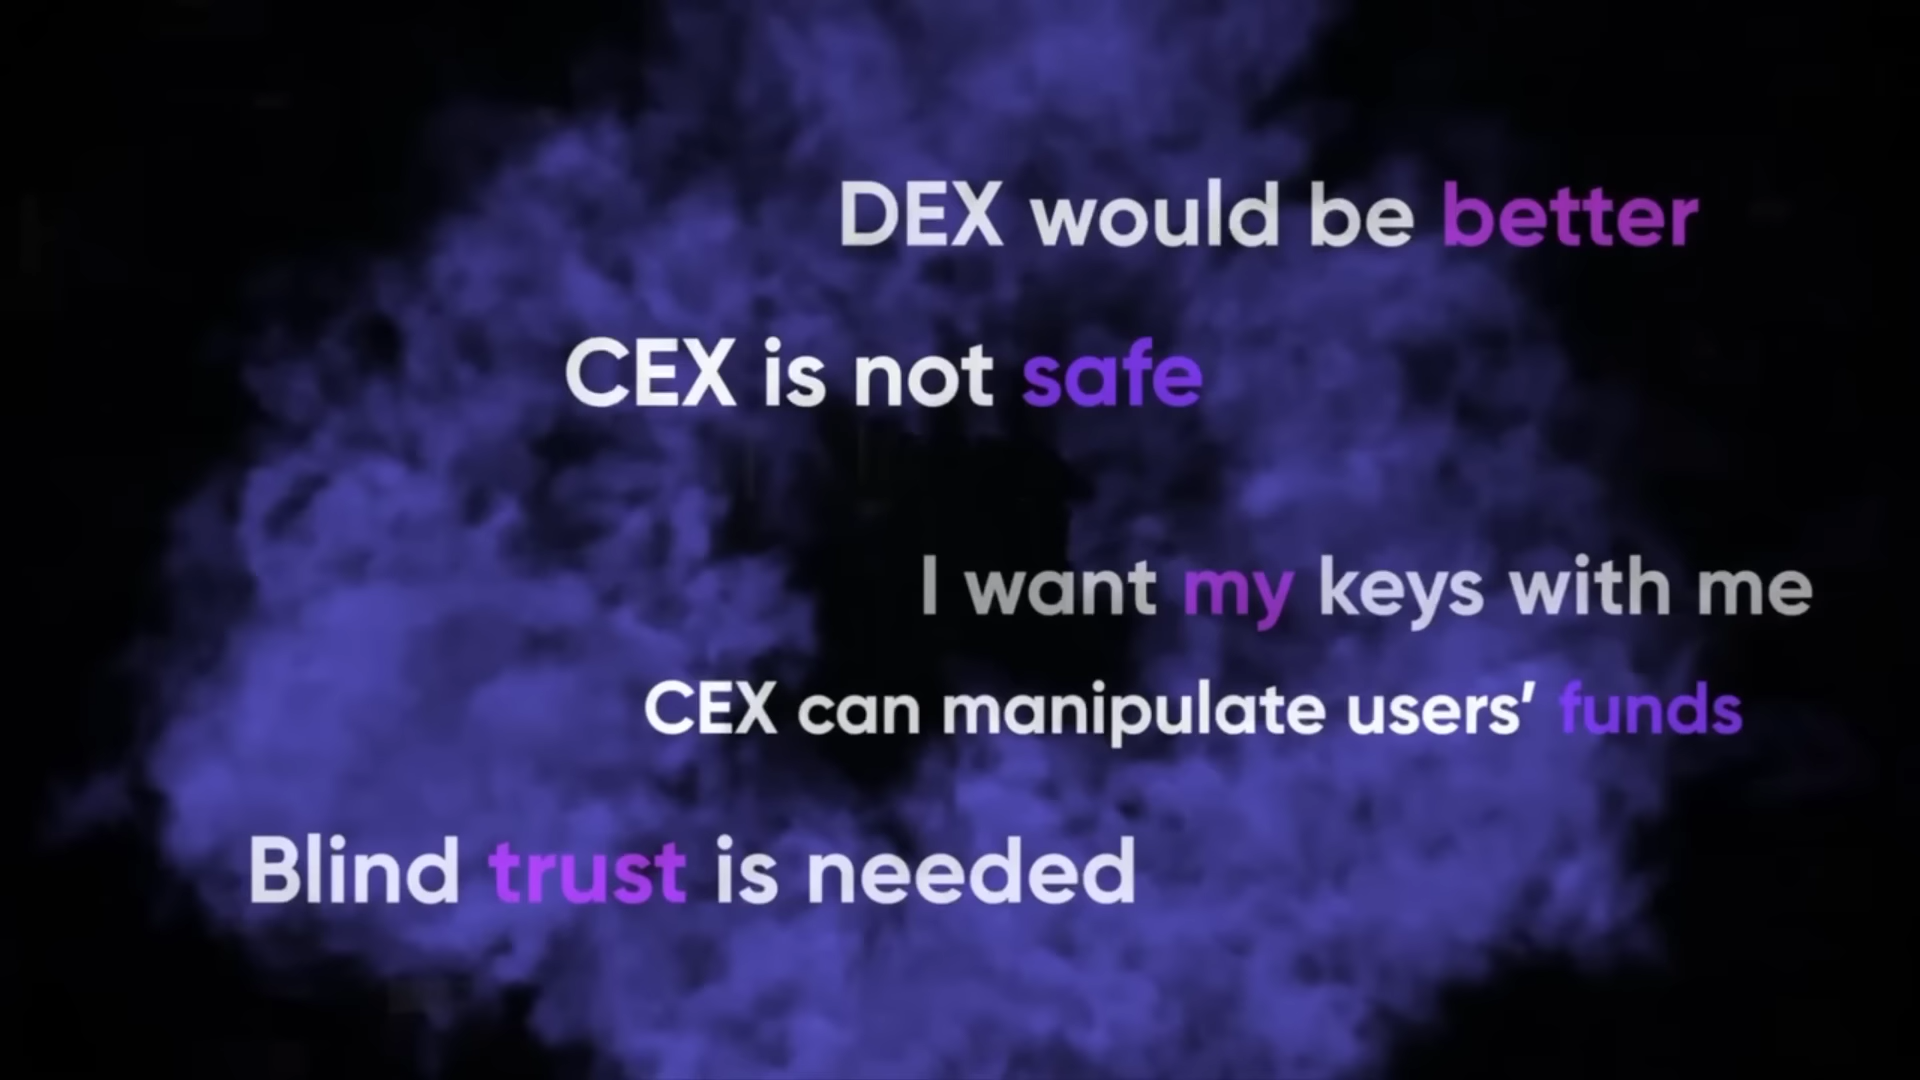 DEX would be better
CEX is not safe
I want my keys with me
CEX can manipulate users’ funds
Blind trust is needed